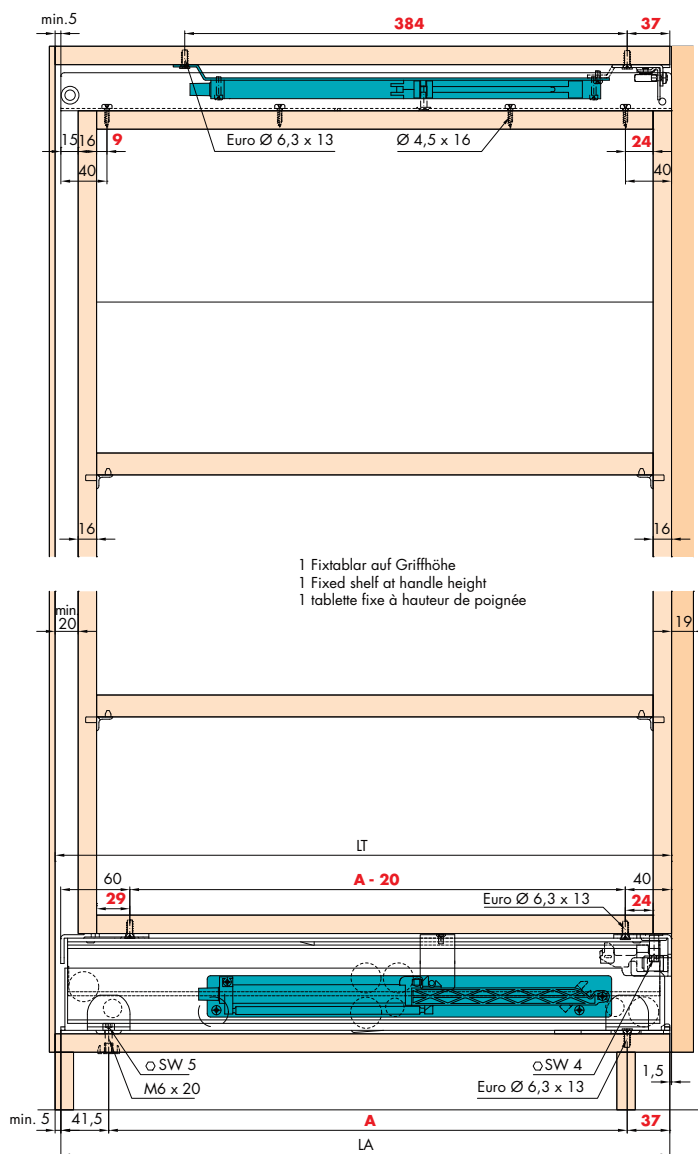 min.5
384
37
Euro Ø 6,3 x 13
Ø 4,5 x 16
15
16
9
24
40
40
16
16
1 Fixtablar auf Griffhöhe
1 Fixed shelf at handle height
1 tablette fixe à hauteur de poignée
min.
20
19
LT
60
A - 20
40
29
Euro Ø 6,3 x 13
24
SW 5
SW 4
M6 x 20
Euro Ø 6,3 x 13
1,5
min. 5
41,5
A
37
LA